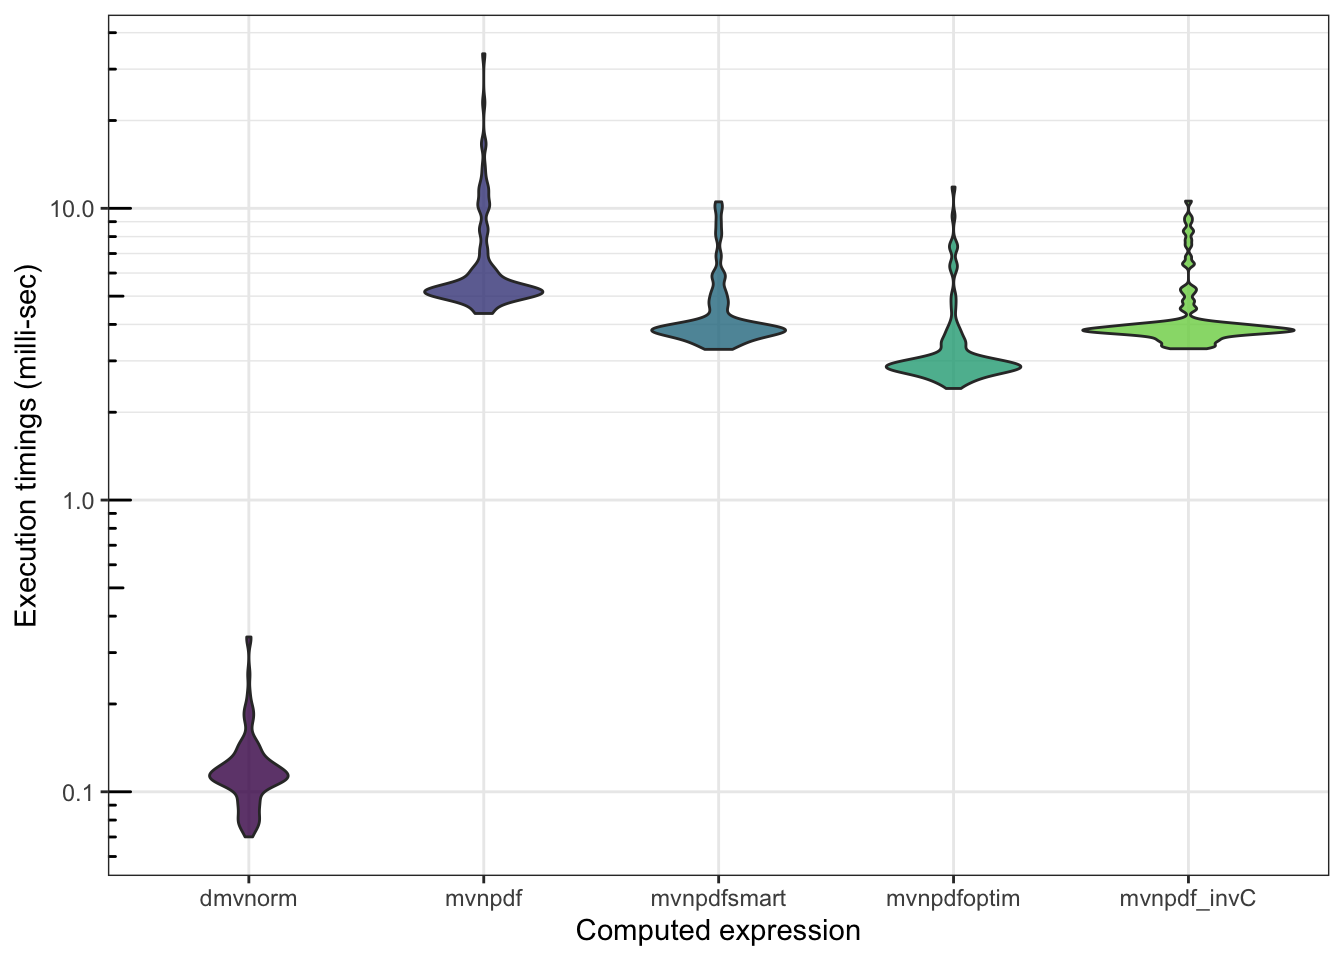 Execution timings (milli-sec)
10.0
1.0
0.1
dmvnorm mvnpdf mvnpdfsmart mvnpdfoptim mvnpdf_invC
Computed expression